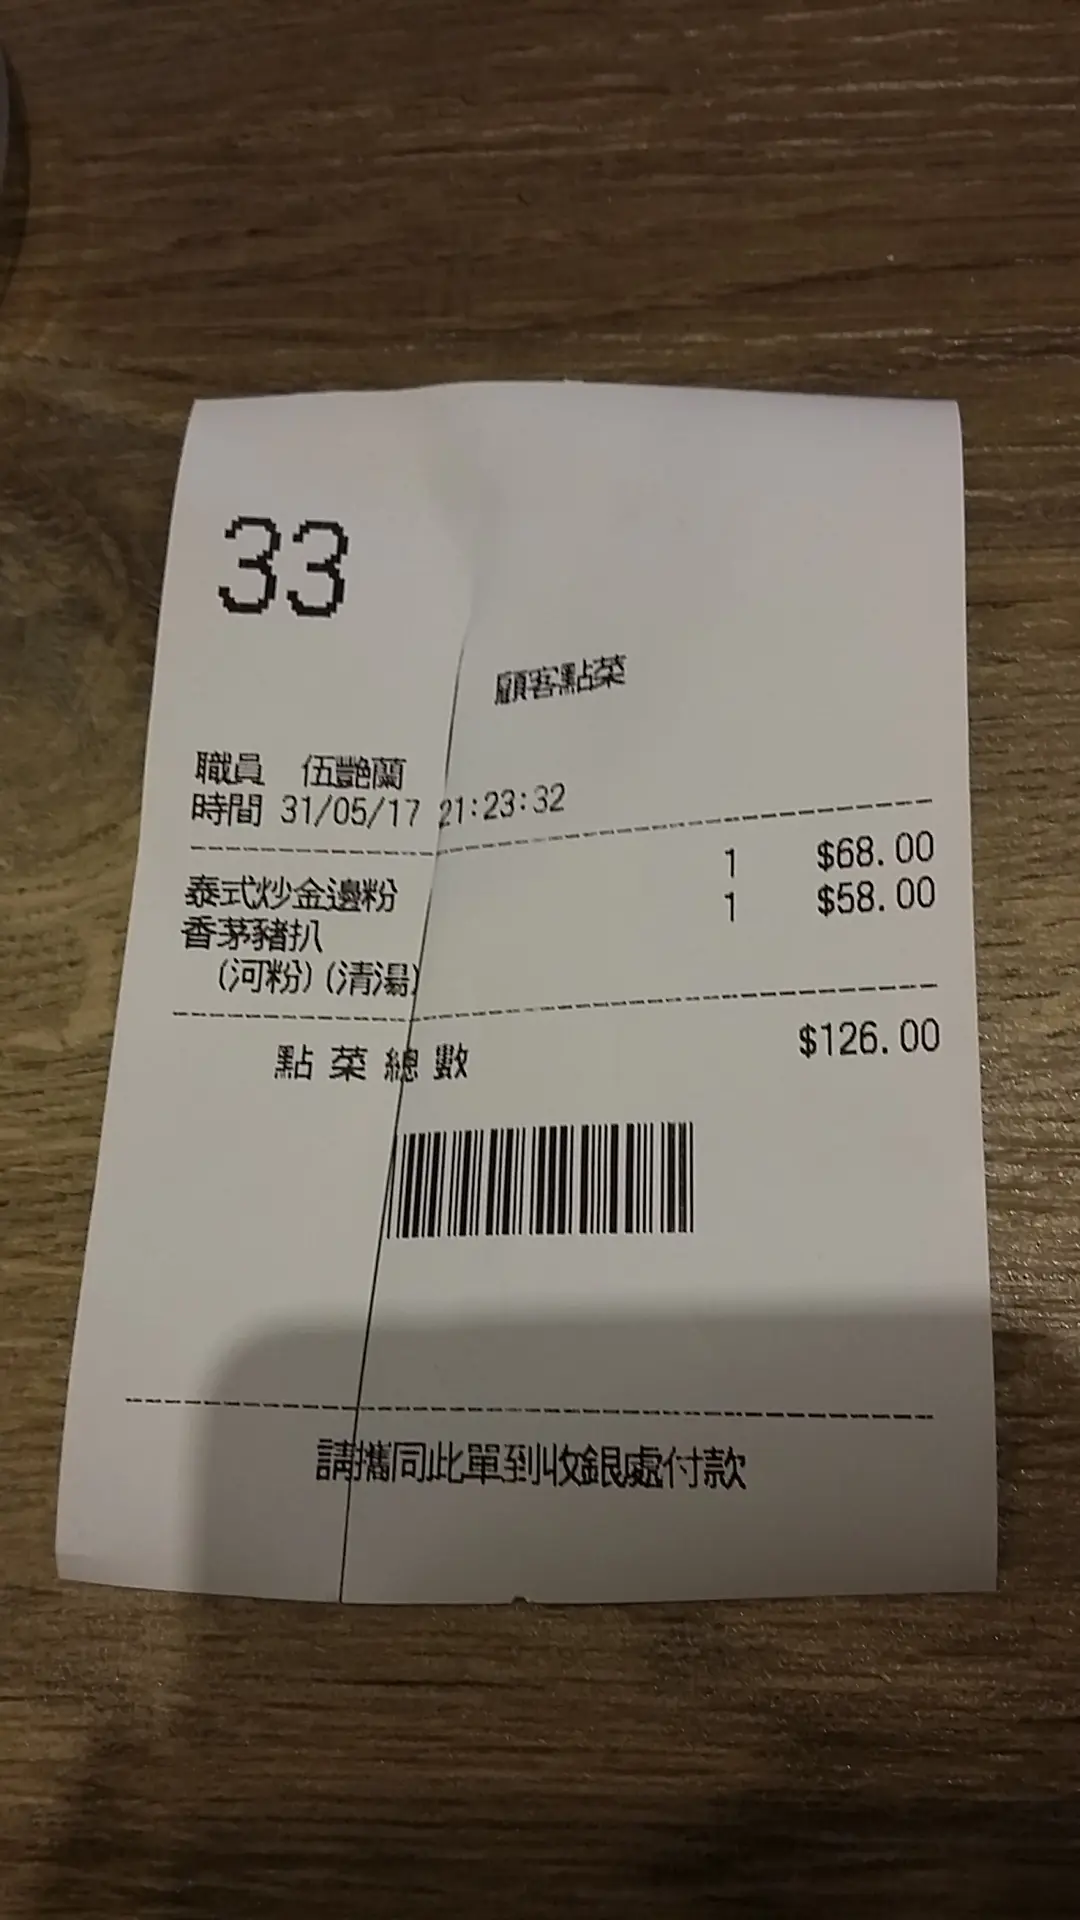 33
顧客點菜
職員 伍艷蘭
時間 31/05/17 21:23:32
泰式炒金邊粉 1 $68.00
香茅豬扒 1 $58.00
(河粉)(清湯)
點菜總數 $126.00
請攜同此單到收銀處付款